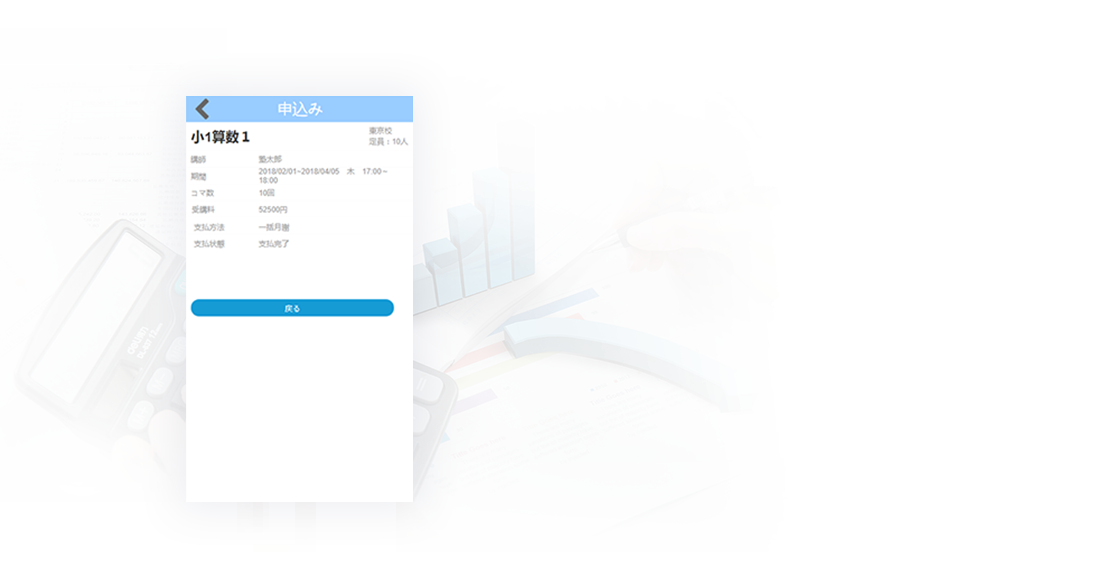 申込み
小1算数１
東京校
定員：10人
講師 塾太郎
期間 2018/02/01~2018/04/05 木 17:00～
18:00
コマ数 10回
受講料 52500円
支払方法 一括月謝
支払状態 支払完了
戻る